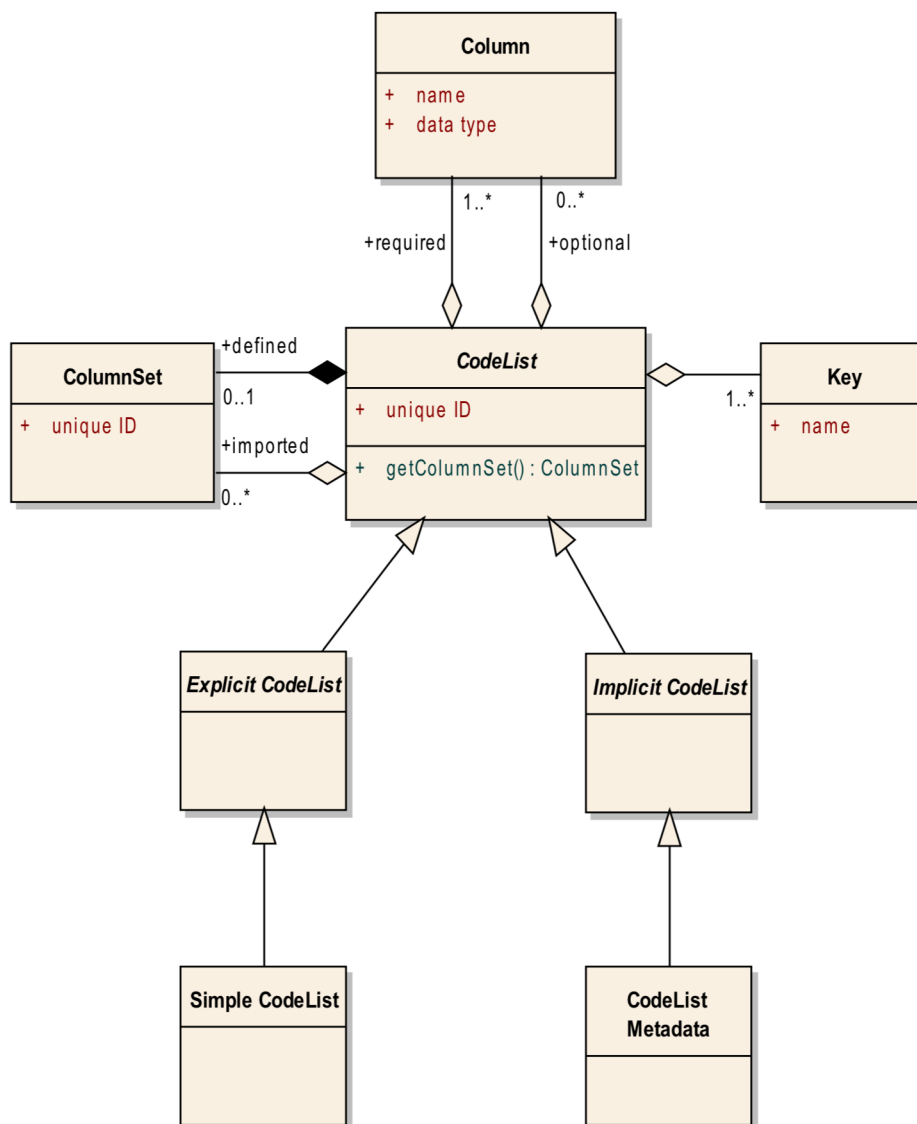 Column
+ name
+ data type
1..*
0..*
+required
+optional
+defined
0..1
+imported
0..*
ColumnSet
+ unique ID
CodeList
+ unique ID
+ getColumnSet() : ColumnSet
1..*
Key
+ name
Explicit CodeList
Implicit CodeList
Simple CodeList
CodeList
Metadata